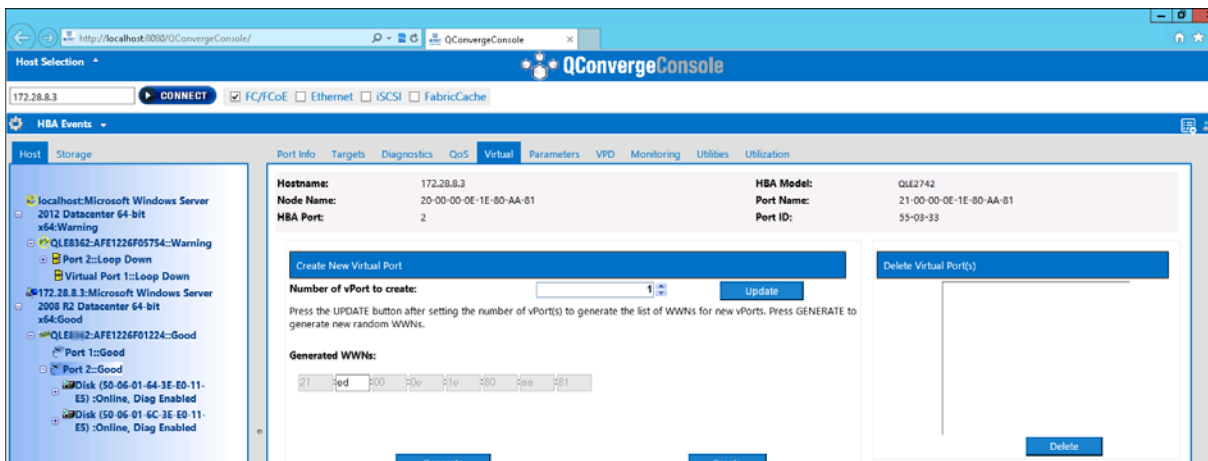 http://localhost:8080/QConvergeConsole/
QConvergeConsole
Host Selection
QConvergeConsole
172.28.8.3
CONNECT
FC/FCoE
Ethernet
iSCSI
FabricCache
HBA Events
Host
Storage
localhost:Microsoft Windows Server
2012 Datacenter 64-bit
x64:Warning
QLE8362:AFE1226F05754::Warning
Port 2::Loop Down
Virtual Port 1::Loop Down
172.28.8.3:Microsoft Windows Server
2008 R2 Datacenter 64-bit
x64:Good
2:AFE1226F01224::Good
Port 1::Good
Port 2::Good
Disk (50-06-01-64-3E-E0-11-
E5) :Online, Diag Enabled
Disk (50-06-01-6C-3E-E0-11-
E5) :Online, Diag Enabled
Port Info
Targets
Diagnostics
QoS
Virtual
Parameters
VPD
Monitoring
Utilities
Utilization
Hostname: 172.28.8.3
HBA Model: QLE2742
Node Name: 20-00-00-0E-1E-80-AA-81
Port Name: 21-00-00-0E-1E-80-AA-81
HBA Port: 2
Port ID: 55-03-33
Create New Virtual Port
Number of vPort to create: 1
Update
Press the UPDATE button after setting the number of vPort(s) to generate the list of WWNs for new vPorts. Press GENERATE to
generate new random WWNs.
Generated WWNs:
21 :ed :00 :0e :1e :80 :aa :81
Delete Virtual Port(s)
Delete